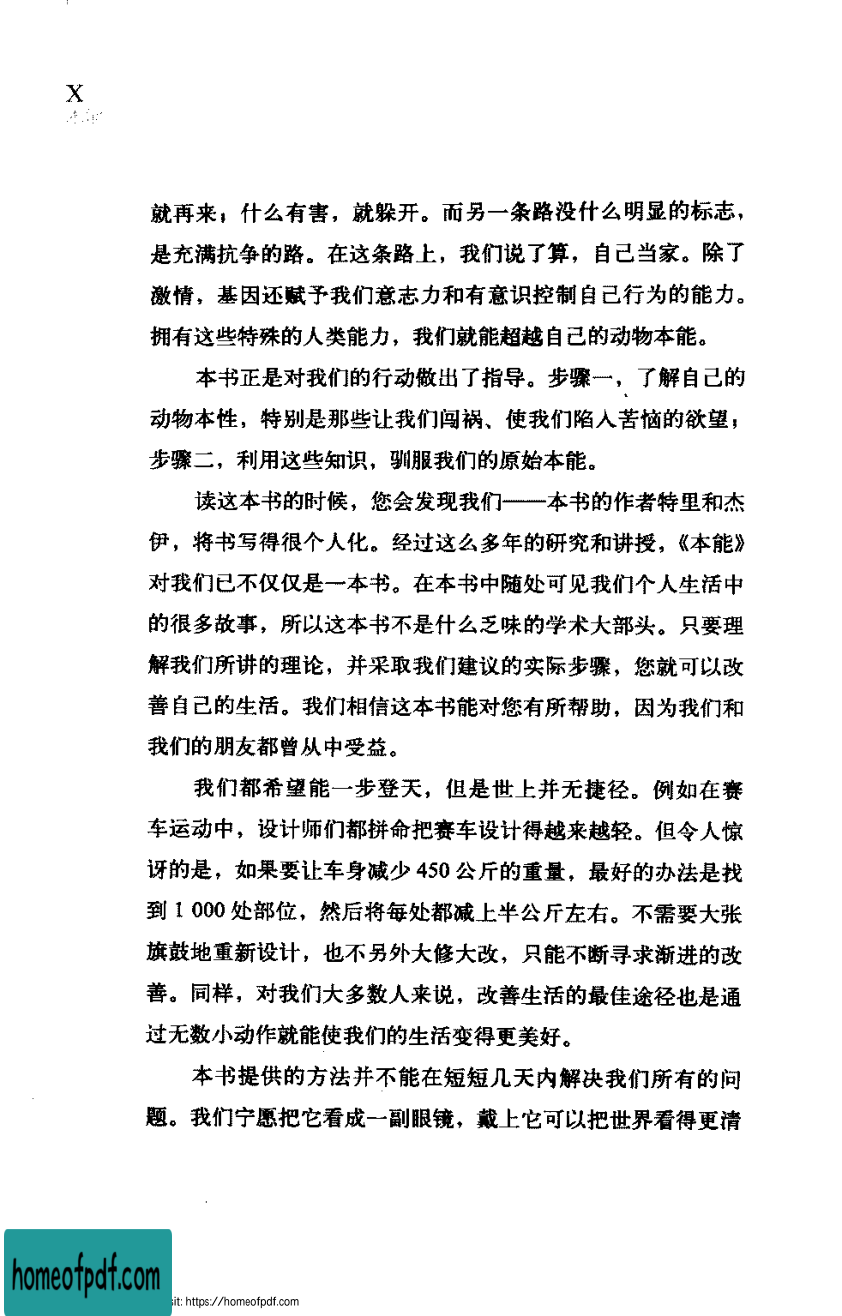 X
就再来；什么有害，就躲开。而另一条路没什么明显的标志，
是充满抗争的路。在这条路上，我们说了算，自己当家。除了
激情，基因还赋予我们意志力和有意识控制自己行为的能力。
拥有这些特殊的人类能力，我们就能超越自己的动物本能。
本书正是对我们的行动做出了指导。步骤一，了解自己的
动物本性，特别是那些让我们闯祸、使我们陷入苦恼的欲望；
步骤二，利用这些知识，驯服我们的原始本能。
读这本书的时候，您会发现我们——本书的作者特里和杰
伊，将书写得很个人化。经过这么多年的研究和讲授，《本能》
对我们已不仅仅是一本书。在本书中随处可见我们个人生活中
的很多故事，所以这本书不是什么乏味的学术大部头。只要理
解我们所讲的理论，并采取我们建议的实际步骤，您就可以改
善自己的生活。我们相信这本书能对您有所帮助，因为我们和
我们的朋友都曾从中受益。
我们都希望能一步登天，但是世上并无捷径。例如在赛
车运动中，设计师们都拼命把赛车设计得越来越轻。但令人惊
讶的是，如果要让车身减少 450 公斤的重量，最好的办法是找
到 1 000 处部位，然后将每处都减上半公斤左右。不需要大张
旗鼓地重新设计，也不另外大修大改，只能不断寻求渐进的改
善。同样，对我们大多数人来说，改善生活的最佳途径也是通
过无数小动作就能使我们的生活变得更美好。
本书提供的方法并不能在短短几天内解决我们所有的问
题。我们宁愿把它看成一副眼镜，戴上它可以把世界看得更清
homeofpdf.com
sit: https://homeofpdf.com